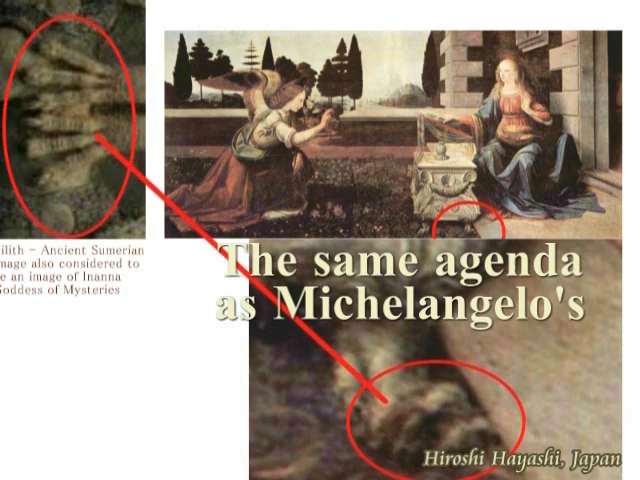 ilith - Ancient Sumerian
mage also considered to
e an image of Inanna
Goddess of Mysteries
The same agenda
as Michelangelo's
Hiroshi Hayashi, Japan